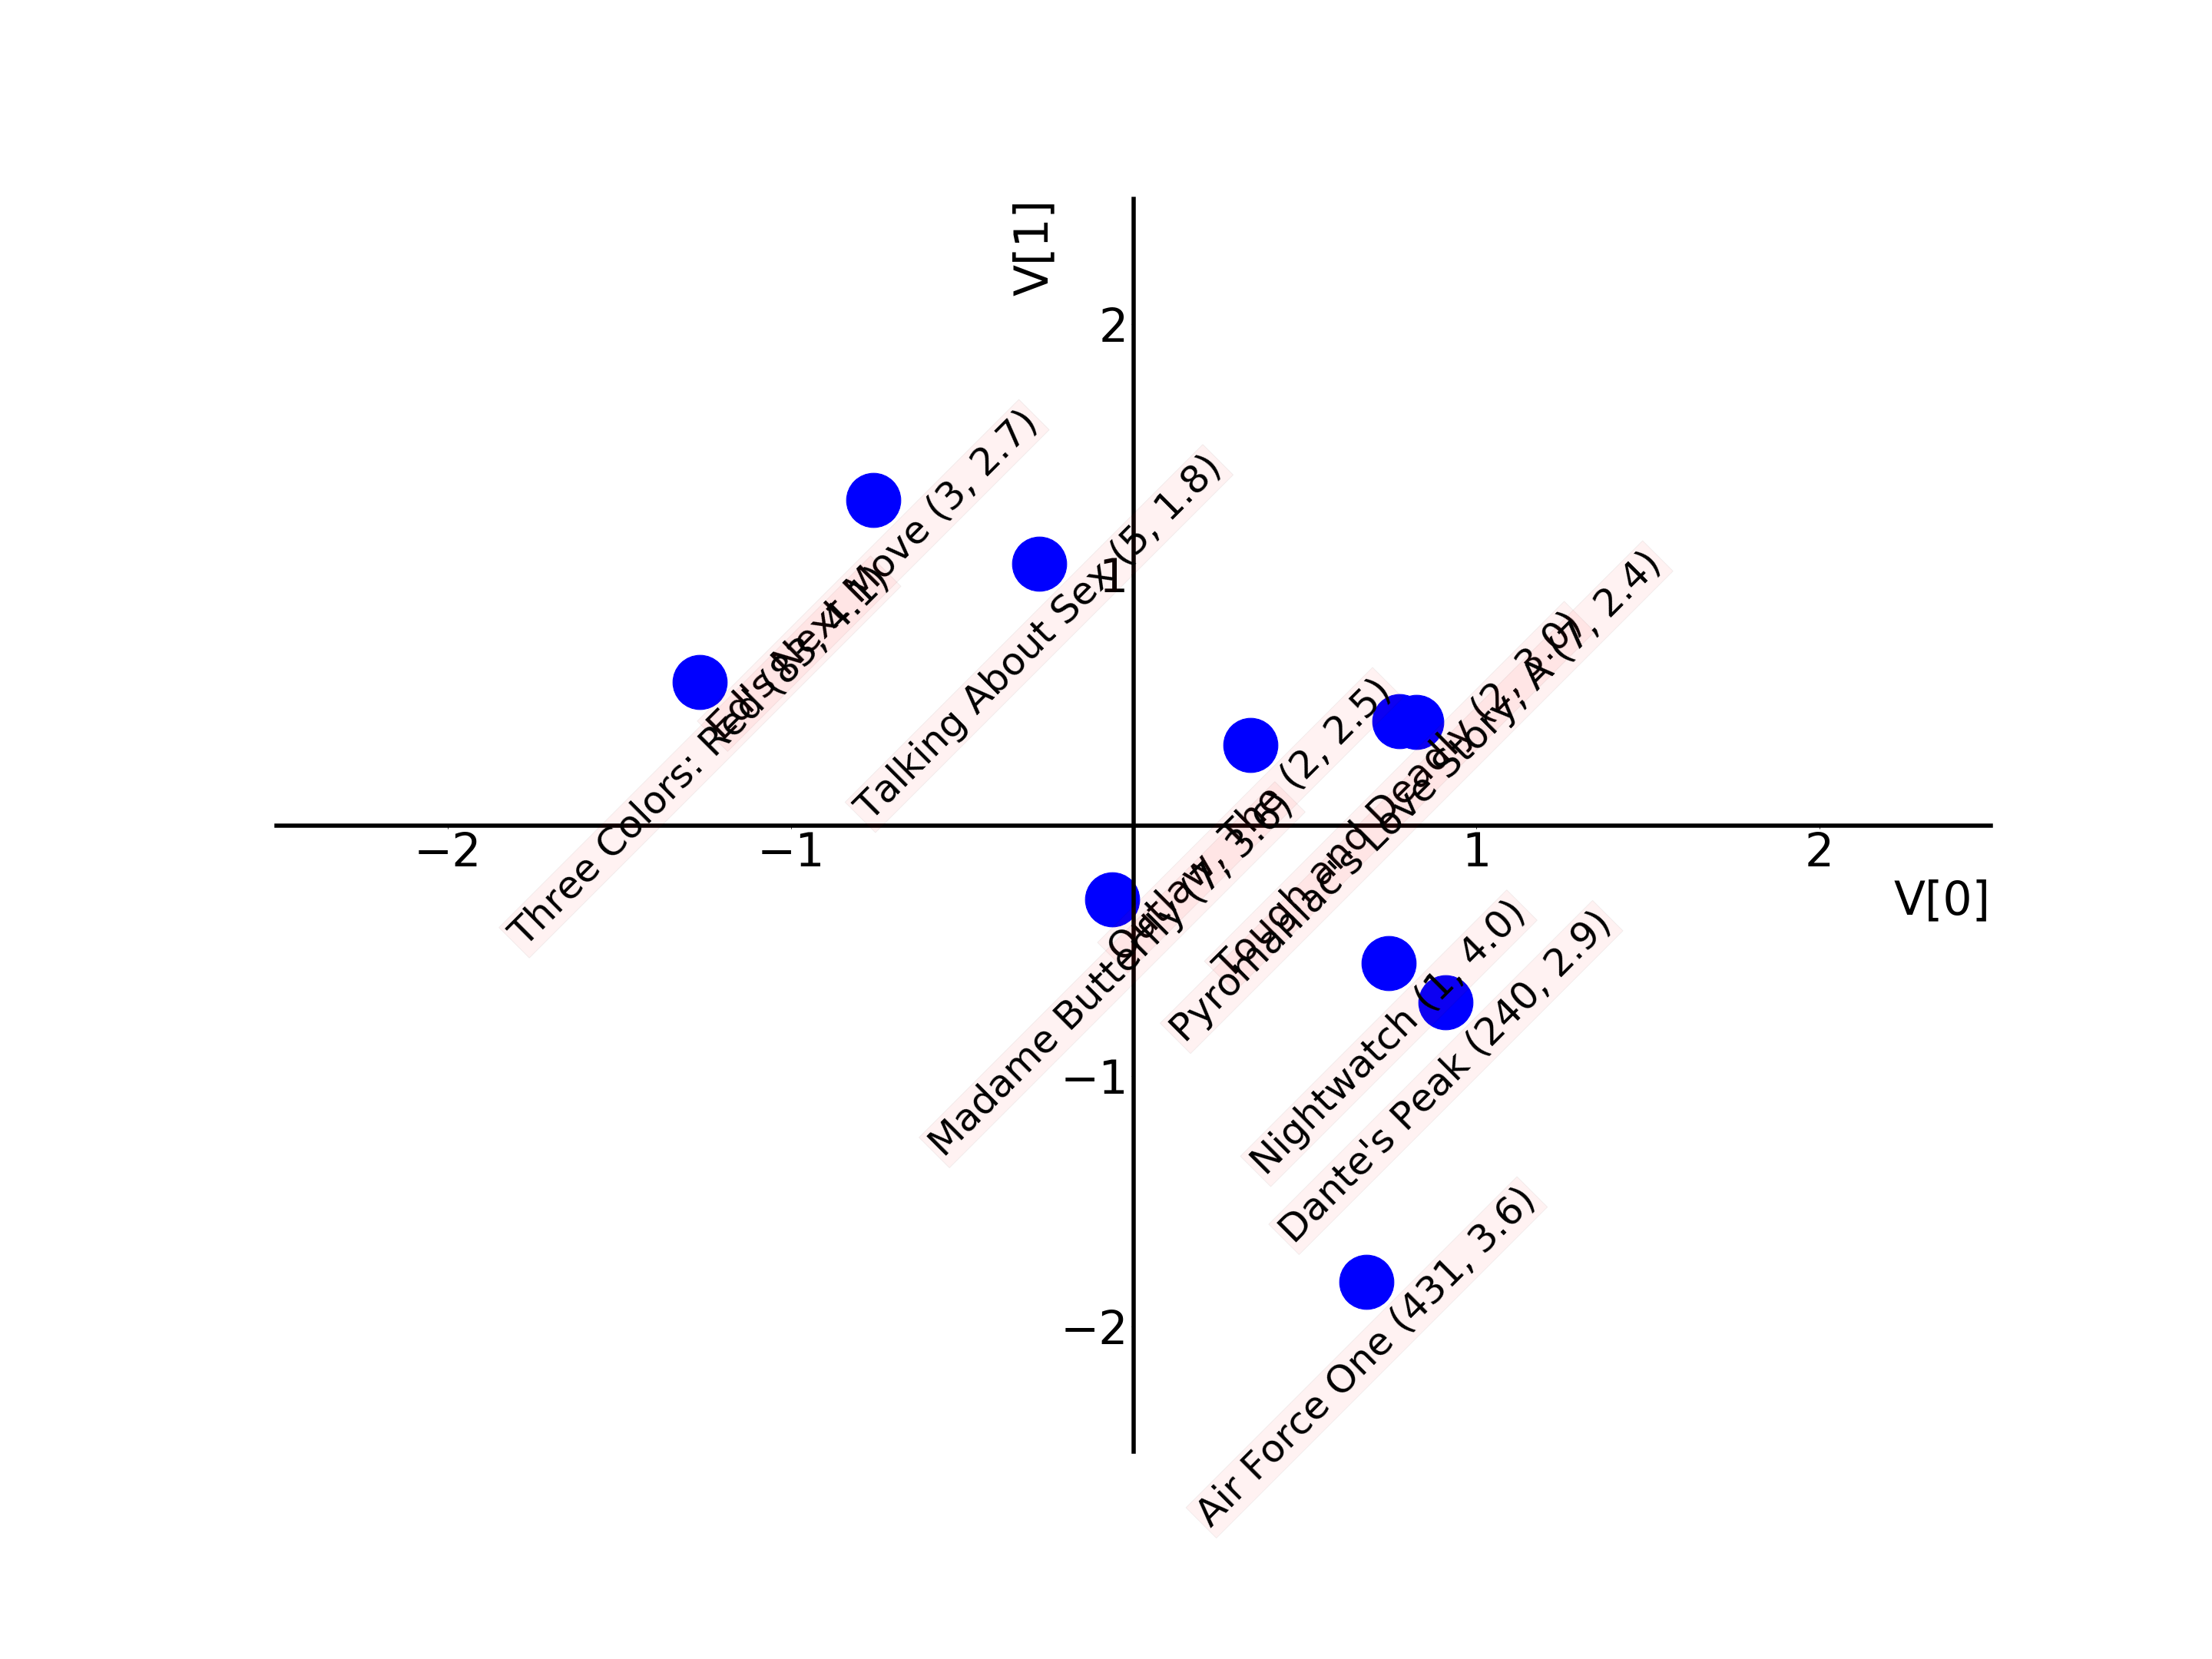 V[1]
2
Fall (Next Move (3, 2.7)
Talking About Sex (5, 1.8)
1
Three Colors: Red (83, 4.1)
Pyromaniac's Love Story, A (7, 2.4)
Tough and Deadly (2, 3.0)
Outlaw, The (2, 2.5)
Madame Butterfly (7, 3.6)
−2
−1
1
2
V[0]
Nightwatch (1, 4.0)
Dante's Peak (240, 2.9)
−1
Air Force One (431, 3.6)
−2